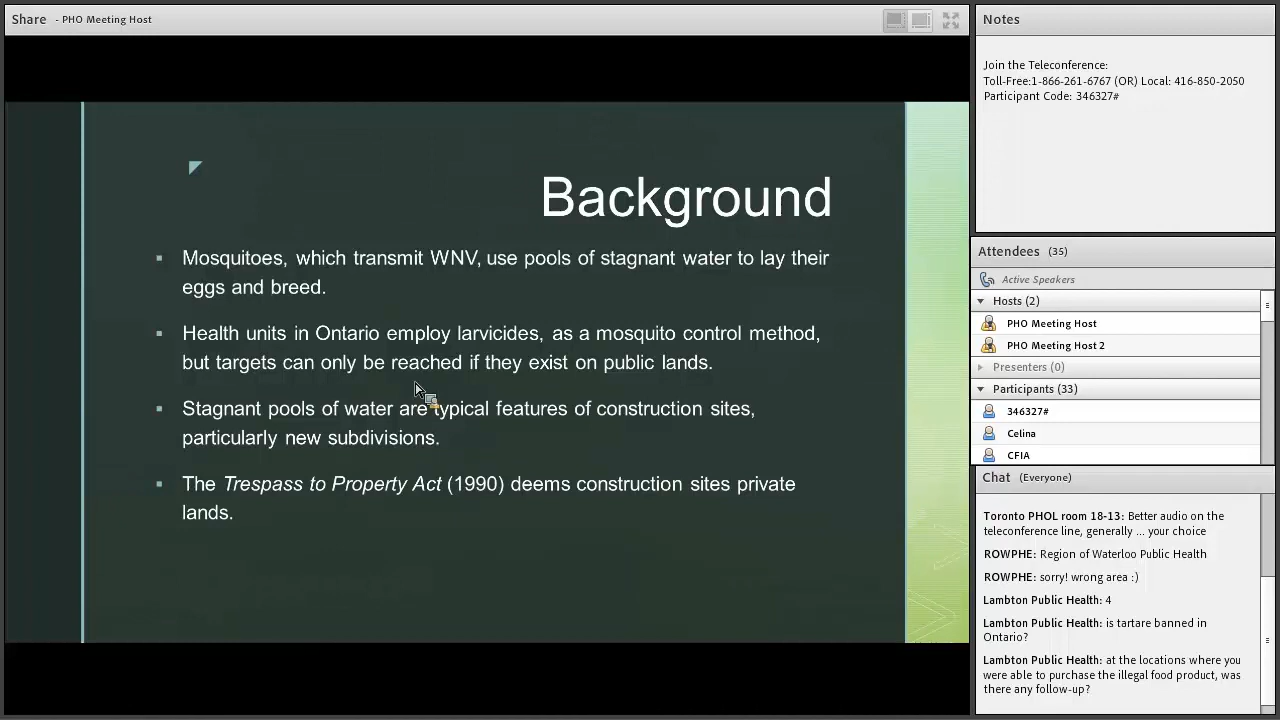 Share - PHO Meeting Host
Background
Mosquitoes, which transmit WNV, use pools of stagnant water to lay their
eggs and breed.
Health units in Ontario employ larvicides, as a mosquito control method,
but targets can only be reached if they exist on public lands.
Stagnant pools of water are typical features of construction sites,
particularly new subdivisions.
The Trespass to Property Act (1990) deems construction sites private
lands.
Notes
Join the Teleconference:
Toll-Free:1-866-261-6767 (OR) Local: 416-850-2050
Participant Code: 346327#
Attendees (35)
Active Speakers
Hosts (2)
PHO Meeting Host
PHO Meeting Host 2
Presenters (0)
Participants (33)
346327#
Celina
CFIA
Chat (Everyone)
Toronto PHOL room 18-13: Better audio on the
teleconference line, generally ... your choice
ROWPHE: Region of Waterloo Public Health
ROWPHE: sorry! wrong area :)
Lambton Public Health: 4
Lambton Public Health: is tartare banned in
Ontario?
Lambton Public Health: at the locations where you
were able to purchase the illegal food product, was
there any follow-up?